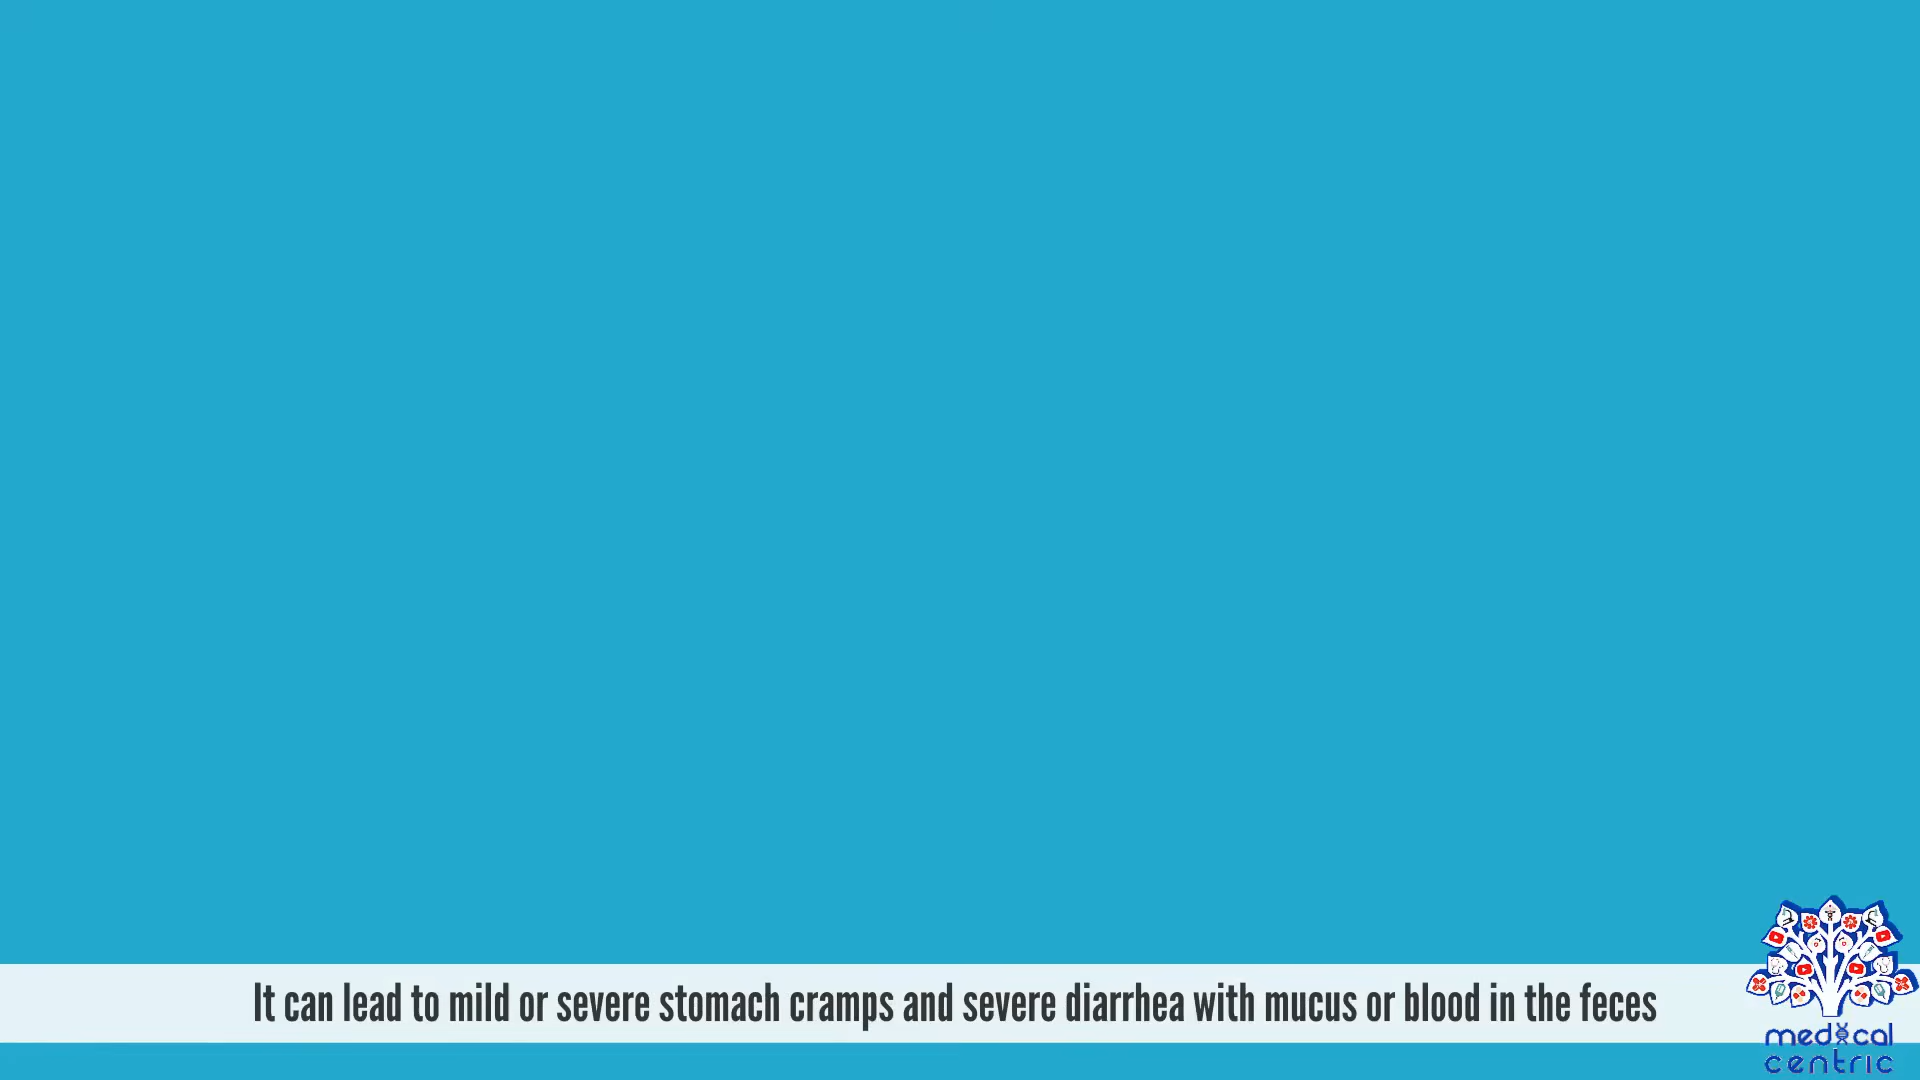 It can lead to mild or severe stomach cramps and severe diarrhea with mucus or blood in the feces
medical
centric